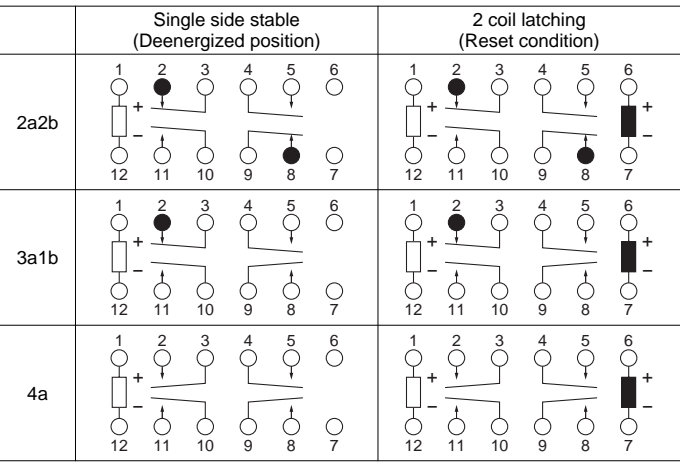 Single side stable
(Deenergized position)
2 coil latching
(Reset condition)
2a2b
1 2 3 4 5 6
+
−
12 11 10 9 8 7
1 2 3 4 5 6
+ +
− −
12 11 10 9 8 7
3a1b
1 2 3 4 5 6
+
−
12 11 10 9 8 7
1 2 3 4 5 6
+ +
− −
12 11 10 9 8 7
4a
1 2 3 4 5 6
+
−
12 11 10 9 8 7
1 2 3 4 5 6
+ +
− −
12 11 10 9 8 7